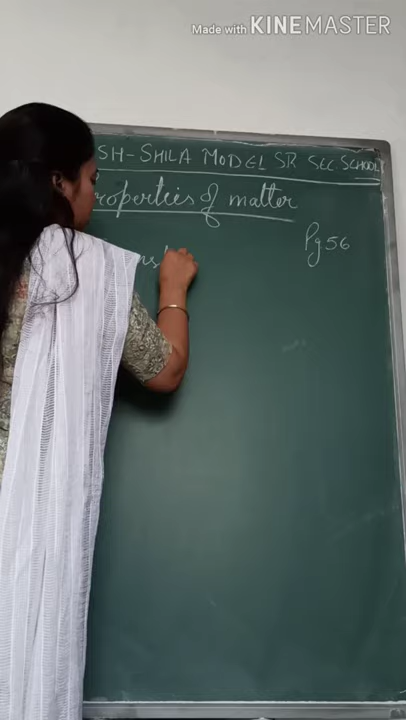 Made with KINEMASTER
SH-SHILA MODEL SR SEC. SCHOOL
roperties of matter
Pg 56